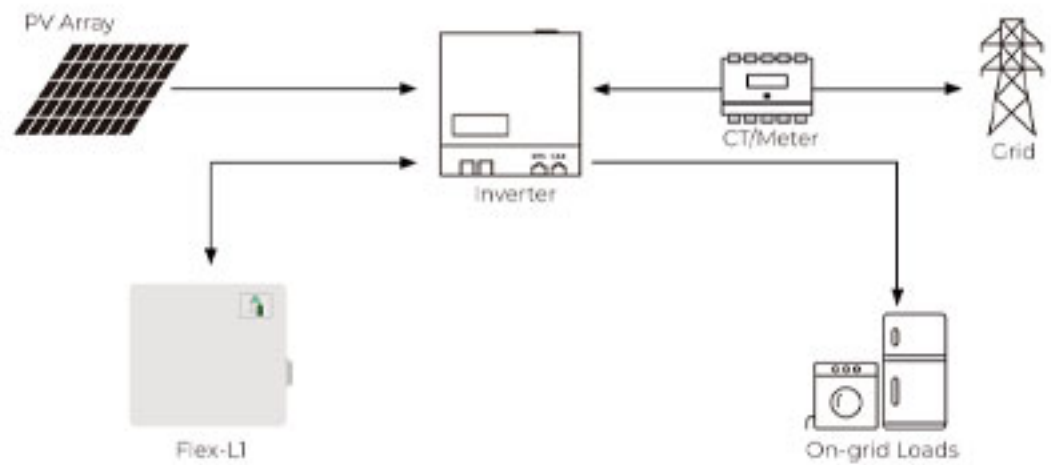 PV Array
CT/Meter
Grid
Inverter
Flex-L1
On-grid Loads